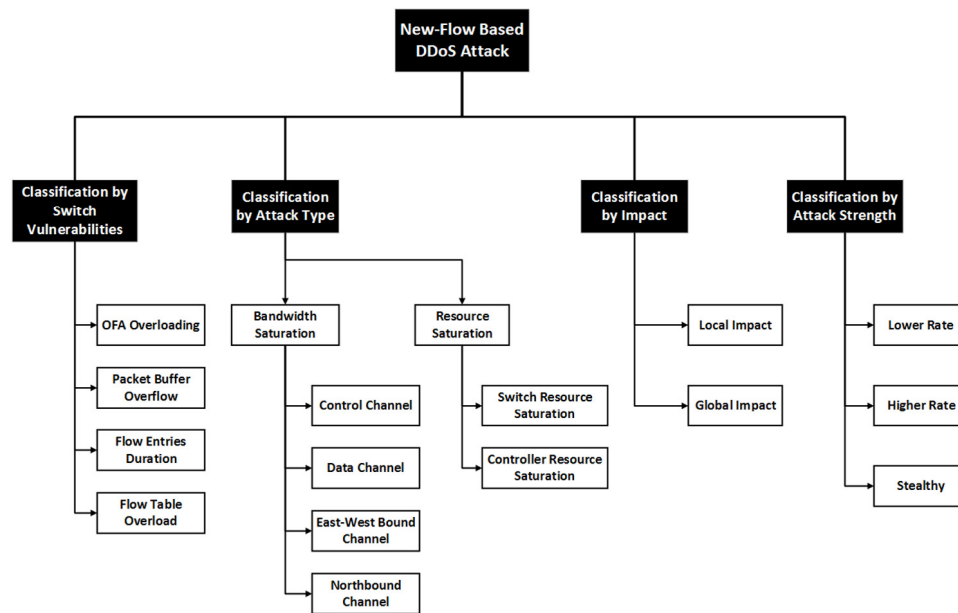 New-Flow Based
DDoS Attack
Classification by
Switch
Vulnerabilities
Classification
by Attack Type
Classification
by Impact
Classification by
Attack Strength
OFA Overloading
Packet Buffer
Overflow
Flow Entries
Duration
Flow Table
Overload
Bandwidth
Saturation
Control Channel
Data Channel
East-West Bound
Channel
Northbound
Channel
Resource
Saturation
Switch Resource
Saturation
Controller Resource
Saturation
Local Impact
Global Impact
Lower Rate
Higher Rate
Stealthy